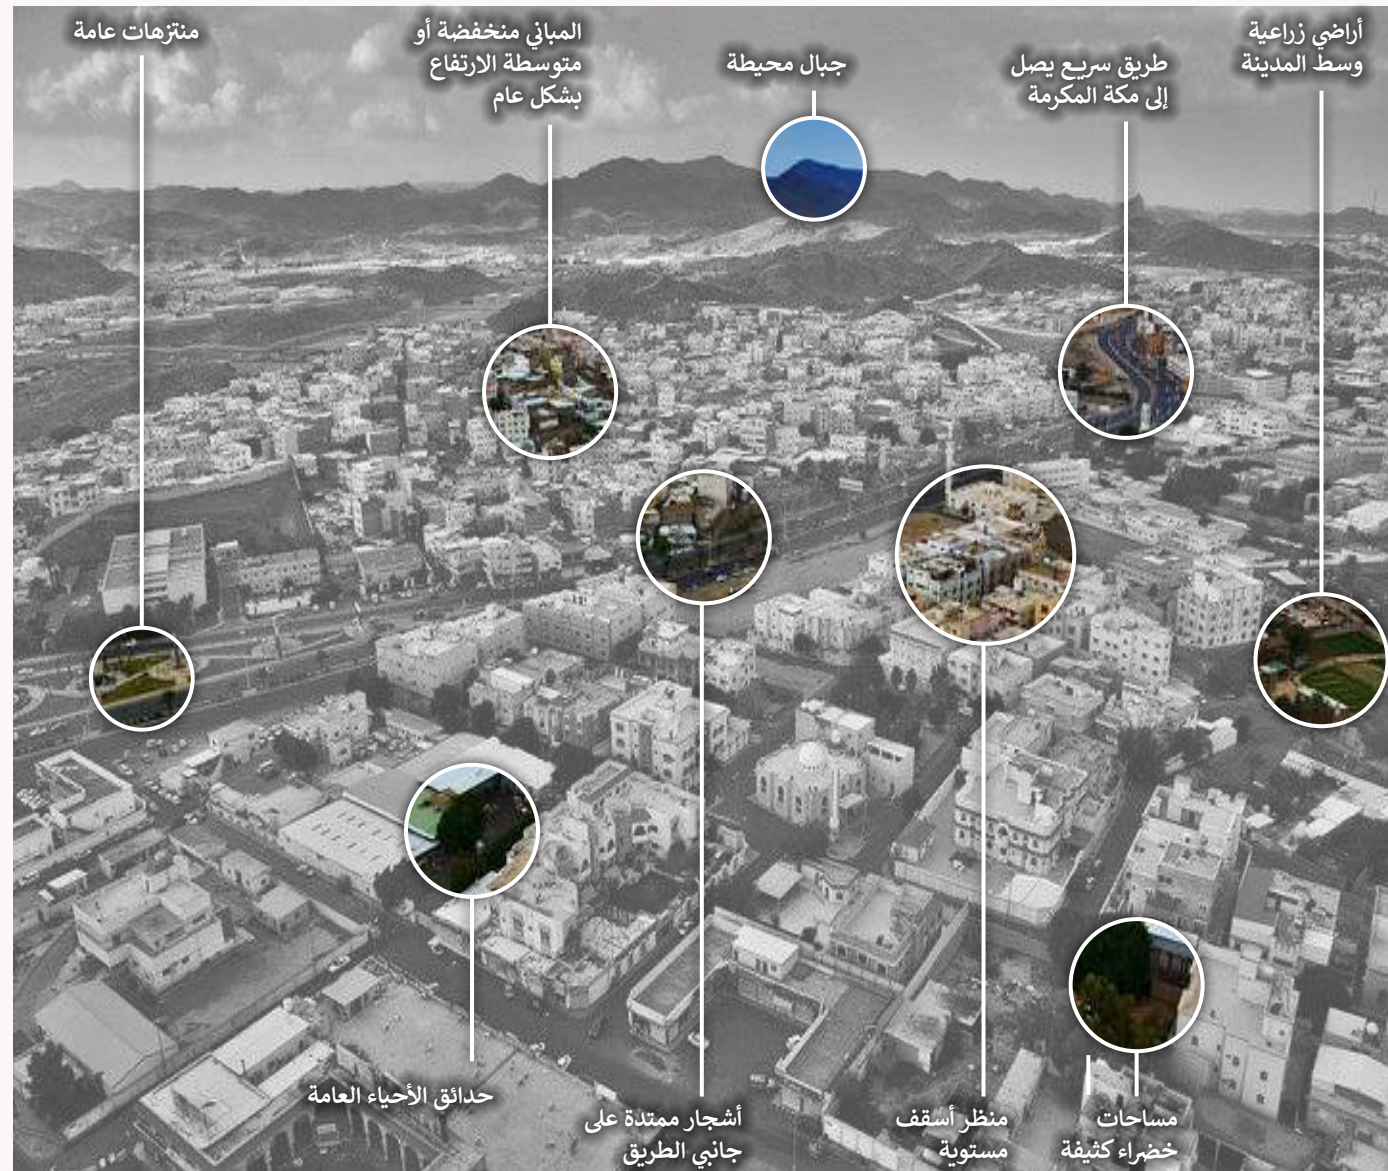 أراضي زراعية
وسط المدينة
طريق سريع يصل
إلى مكة المكرمة
جبال محيطة
المباني منخفضة أو
متوسطة الارتفاع
بشكل عام
منتزهات عامة
مساحات
خضراء كثيفة
منظر أسقف
مستوية
أشجار ممتدة على
جانبي الطريق
حدائق الأحياء العامة